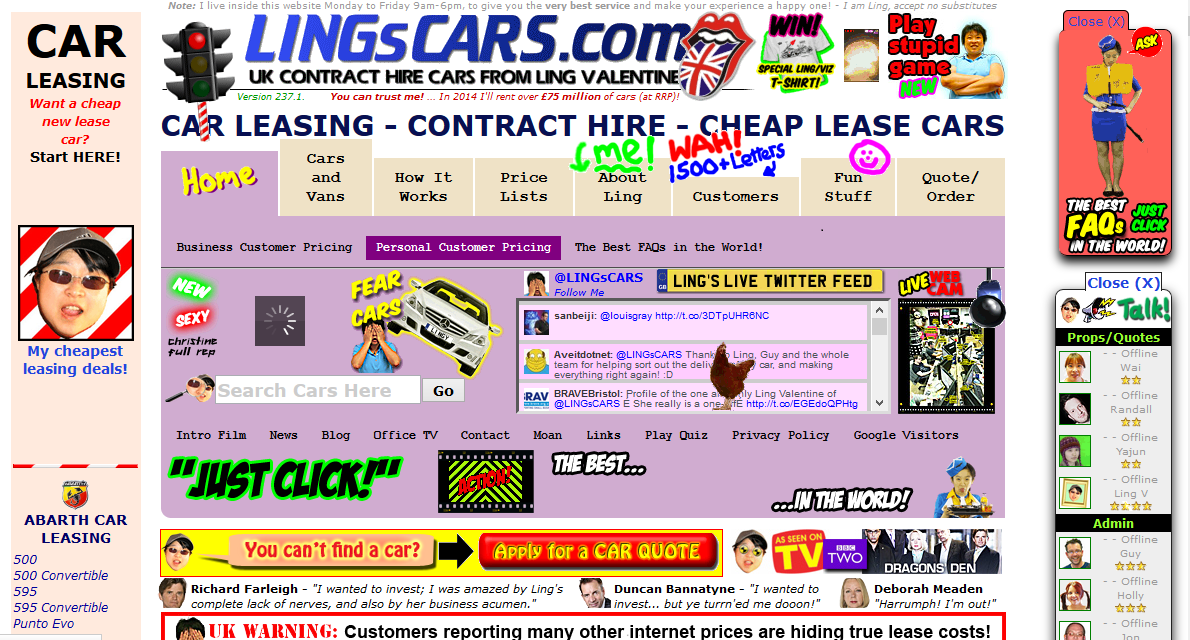 Note: I live inside this website Monday to Friday 9am-6pm, to give you the very best service and make your experience a happy one! - I am Ling, accept no substitutes
CAR
LEASING
Want a cheap
new lease
car?
Start HERE!
My cheapest
leasing deals!
ABARTH CAR
LEASING
500
500 Convertible
595
595 Convertible
Punto Evo
LINGsCARS.com
UK CONTRACT HIRE CARS FROM LING VALENTINE
WIN!
SPECIAL LING/VIZ
T-SHIRT!
Play
stupid
game
NEW
Version 237.1. You can trust me! ... In 2014 I'll rent over £75 million of cars (at RRP)!
CAR LEASING - CONTRACT HIRE - CHEAP LEASE CARS
me!
WAH!
1500+Letters
Home
Cars
and
Vans
How It
Works
Price
Lists
About
Ling
Customers
Fun
Stuff
Quote/
Order
Business Customer Pricing
Personal Customer Pricing
The Best FAQs in the World!
NEW
SEXY
christine
full rep
FEAR
CARS
LING
@LINGsCARS
Follow Me
GB
LING'S LIVE TWITTER FEED
LIVE WEB
CAM
sanbeiji: @louisgray http://t.co/3DTpUHR6NC
Aveitdotnet: @LINGsCARS Thank to Ling, Guy and the whole
team for helping sort out the deliv my car, and making
everything right again! :D
BRAVEBristol: Profile of the one a ly Ling Valentine of
@LINGsCARS E She really is a one http://t.co/EGEdoQPHtg
RAV
Search Cars Here
Go
Intro Film
News
Blog
Office TV
Contact
Moan
Links
Play Quiz
Privacy Policy
Google Visitors
"JUST CLICK!"
ACTION!
THE BEST...
...IN THE WORLD!
You can't find a car?
Apply for a CAR QUOTE
AS SEEN ON
TV
BBC
TWO
DRAGONS' DEN
Richard Farleigh - "I wanted to invest; I was amazed by Ling's
complete lack of nerves, and also by her business acumen."
Duncan Bannatyne - "I wanted to
invest... but ye turrn'ed me dooon!"
Deborah Meaden
"Harrumph! I'm out!"
UK WARNING: Customers reporting many other internet prices are hiding true lease costs!
Close (X)
ASK
THE BEST
FAQs
JUST
CLICK
IN THE WORLD!
Close (X)
Talk!
Props/Quotes
- - Offline
Wai
- - Offline
Randall
- - Offline
Yajun
- - Offline
Ling V
Admin
- - Offline
Guy
- - Offline
Holly
- - Offline
Jon